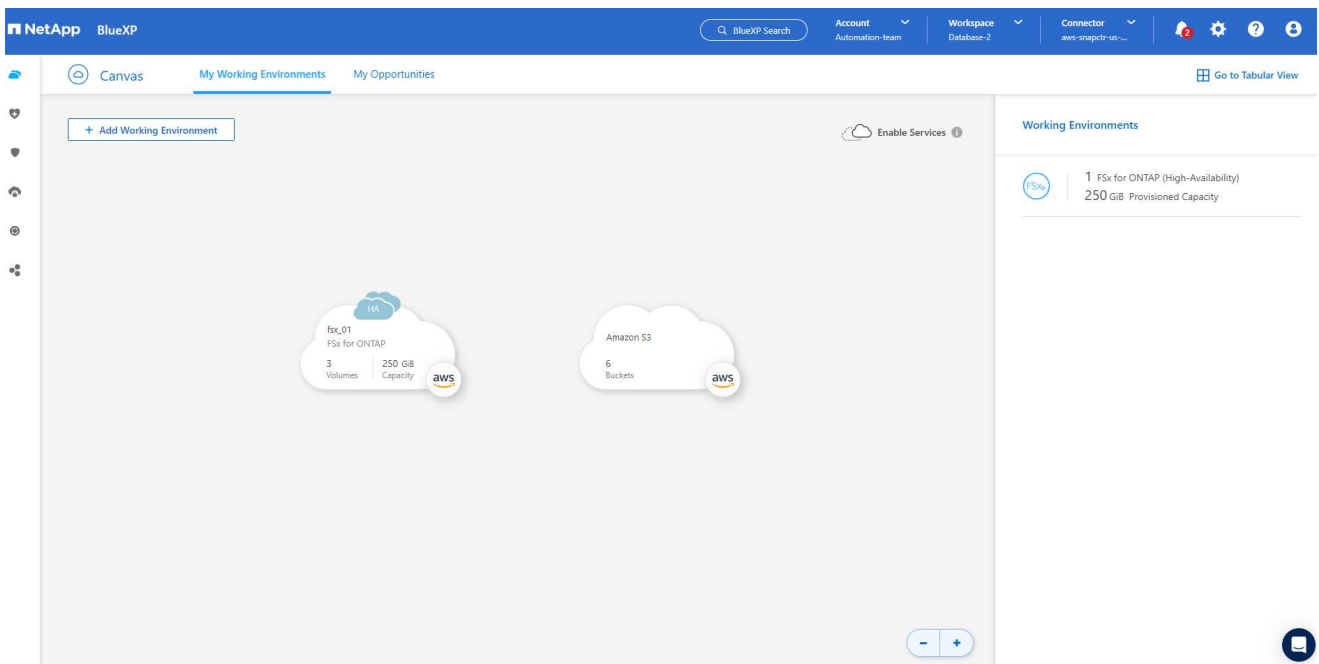 NetApp BlueXP
BlueXP Search
Account
Automation-team
Workspace
Database-2
Connector
aws-snapctr-us-...
2
Canvas
My Working Environments
My Opportunities
Go to Tabular View
+ Add Working Environment
Enable Services
Working Environments
FSx
1 FSx for ONTAP (High-Availability)
250 GiB Provisioned Capacity
HA
fsx_01
FSx for ONTAP
3
Volumes
250 GiB
Capacity
aws
Amazon S3
6
Buckets
aws
- +